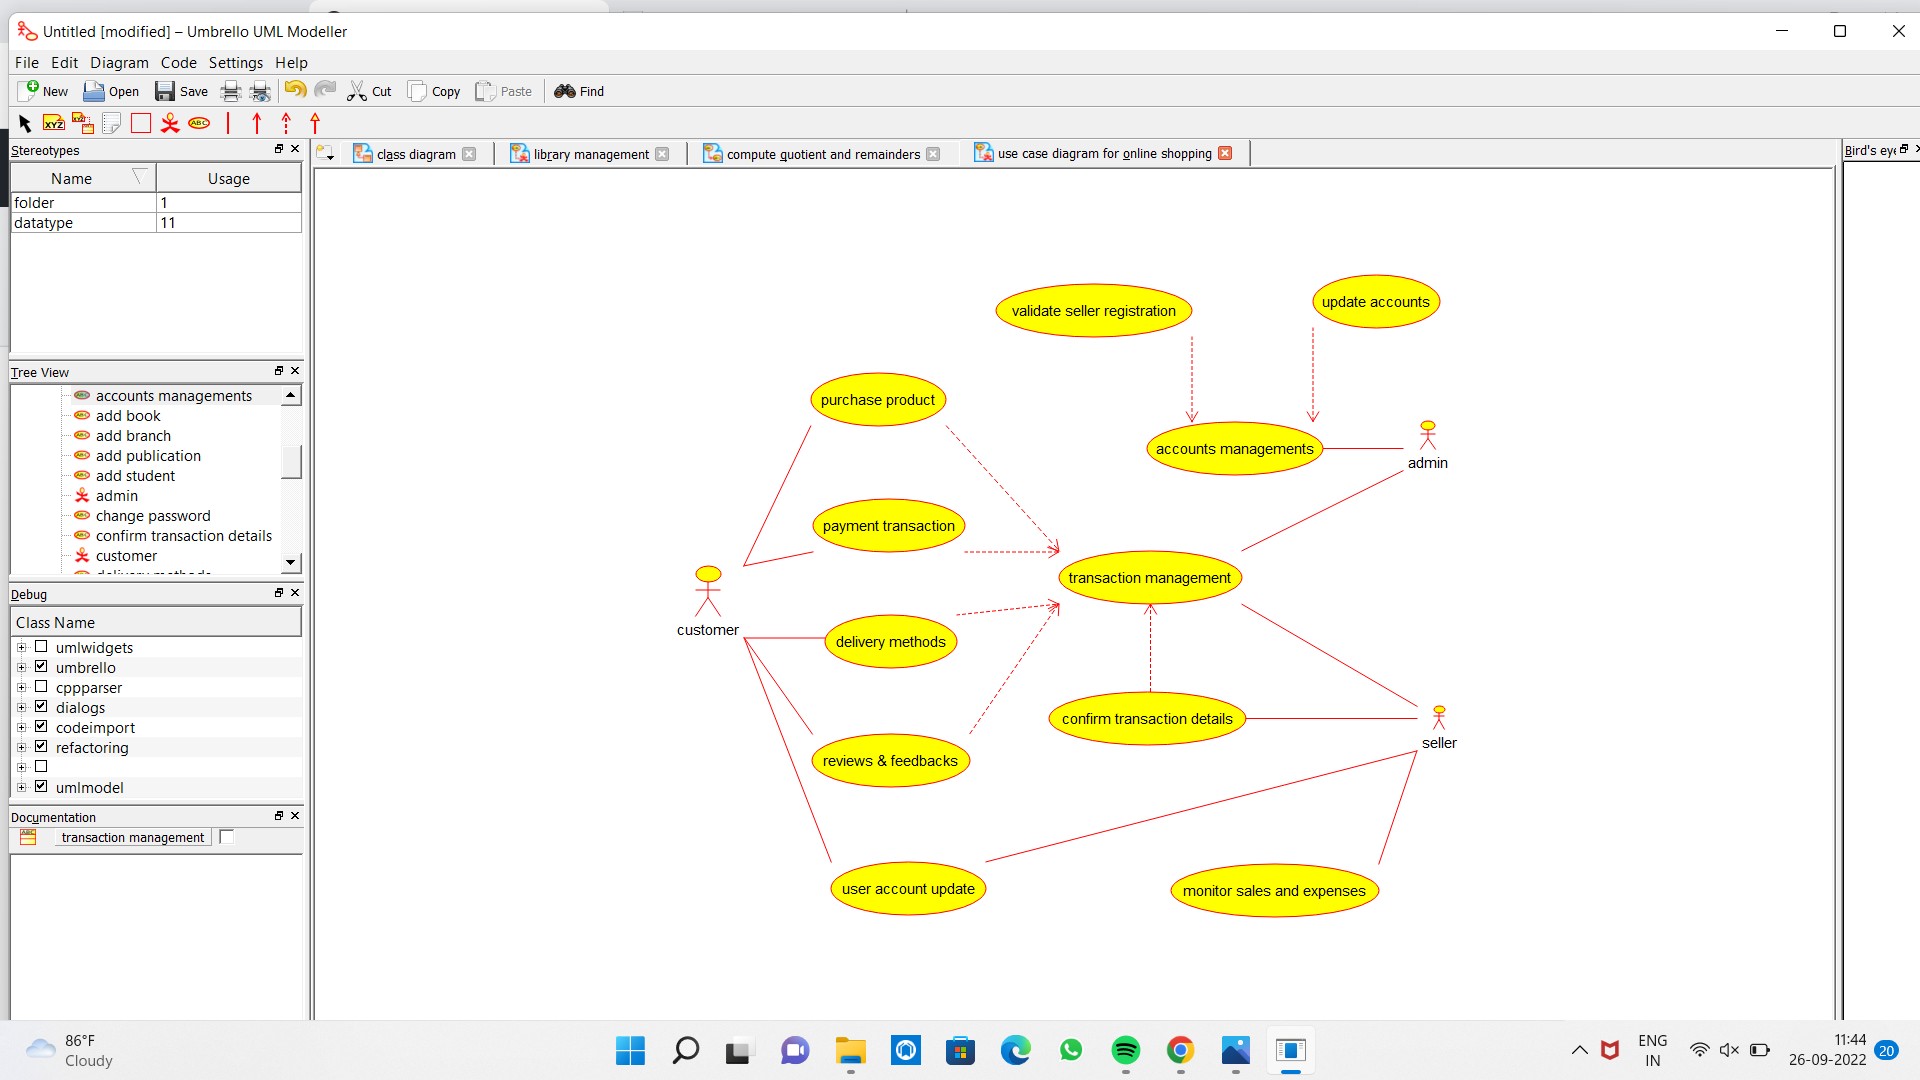 Untitled [modified] – Umbrello UML Modeller
File Edit Diagram Code Settings Help
New Open Save Cut Copy Paste Find
XYZ XYZ ABC
Stereotypes
Name Usage
folder 1
datatype 11
Tree View
accounts managements
add book
add branch
add publication
add student
admin
change password
confirm transaction details
customer
delivery methods
Debug
Class Name
umlwidgets
umbrello
cppparser
dialogs
codeimport
refactoring
umlmodel
Documentation
transaction management
class diagram
library management
compute quotient and remainders
use case diagram for online shopping
Bird's eye
validate seller registration
update accounts
purchase product
accounts managements
admin
payment transaction
transaction management
customer
delivery methods
confirm transaction details
seller
reviews & feedbacks
user account update
monitor sales and expenses
86°F
Cloudy
ENG
IN
11:44
26-09-2022
20